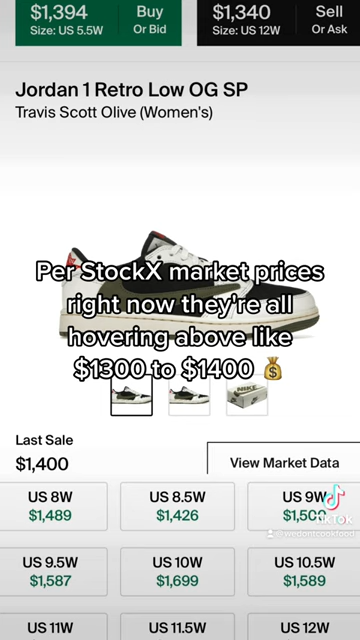 $1,394 Buy $1,340 Sell
Size: US 5.5W Or Bid Size: US 12W Or Ask
Jordan 1 Retro Low OG SP
Travis Scott Olive (Women's)
Per StockX market prices
right now they're all
hovering above like
$1300 to $1400 💰
NIKE
Last Sale
$1,400 View Market Data
US 8W US 8.5W US 9W
$1,489 $1,426
TikTok
@wedontcookfood
US 9.5W US 10W US 10.5W
$1,587 $1,699 $1,589
US 11W US 11.5W US 12W